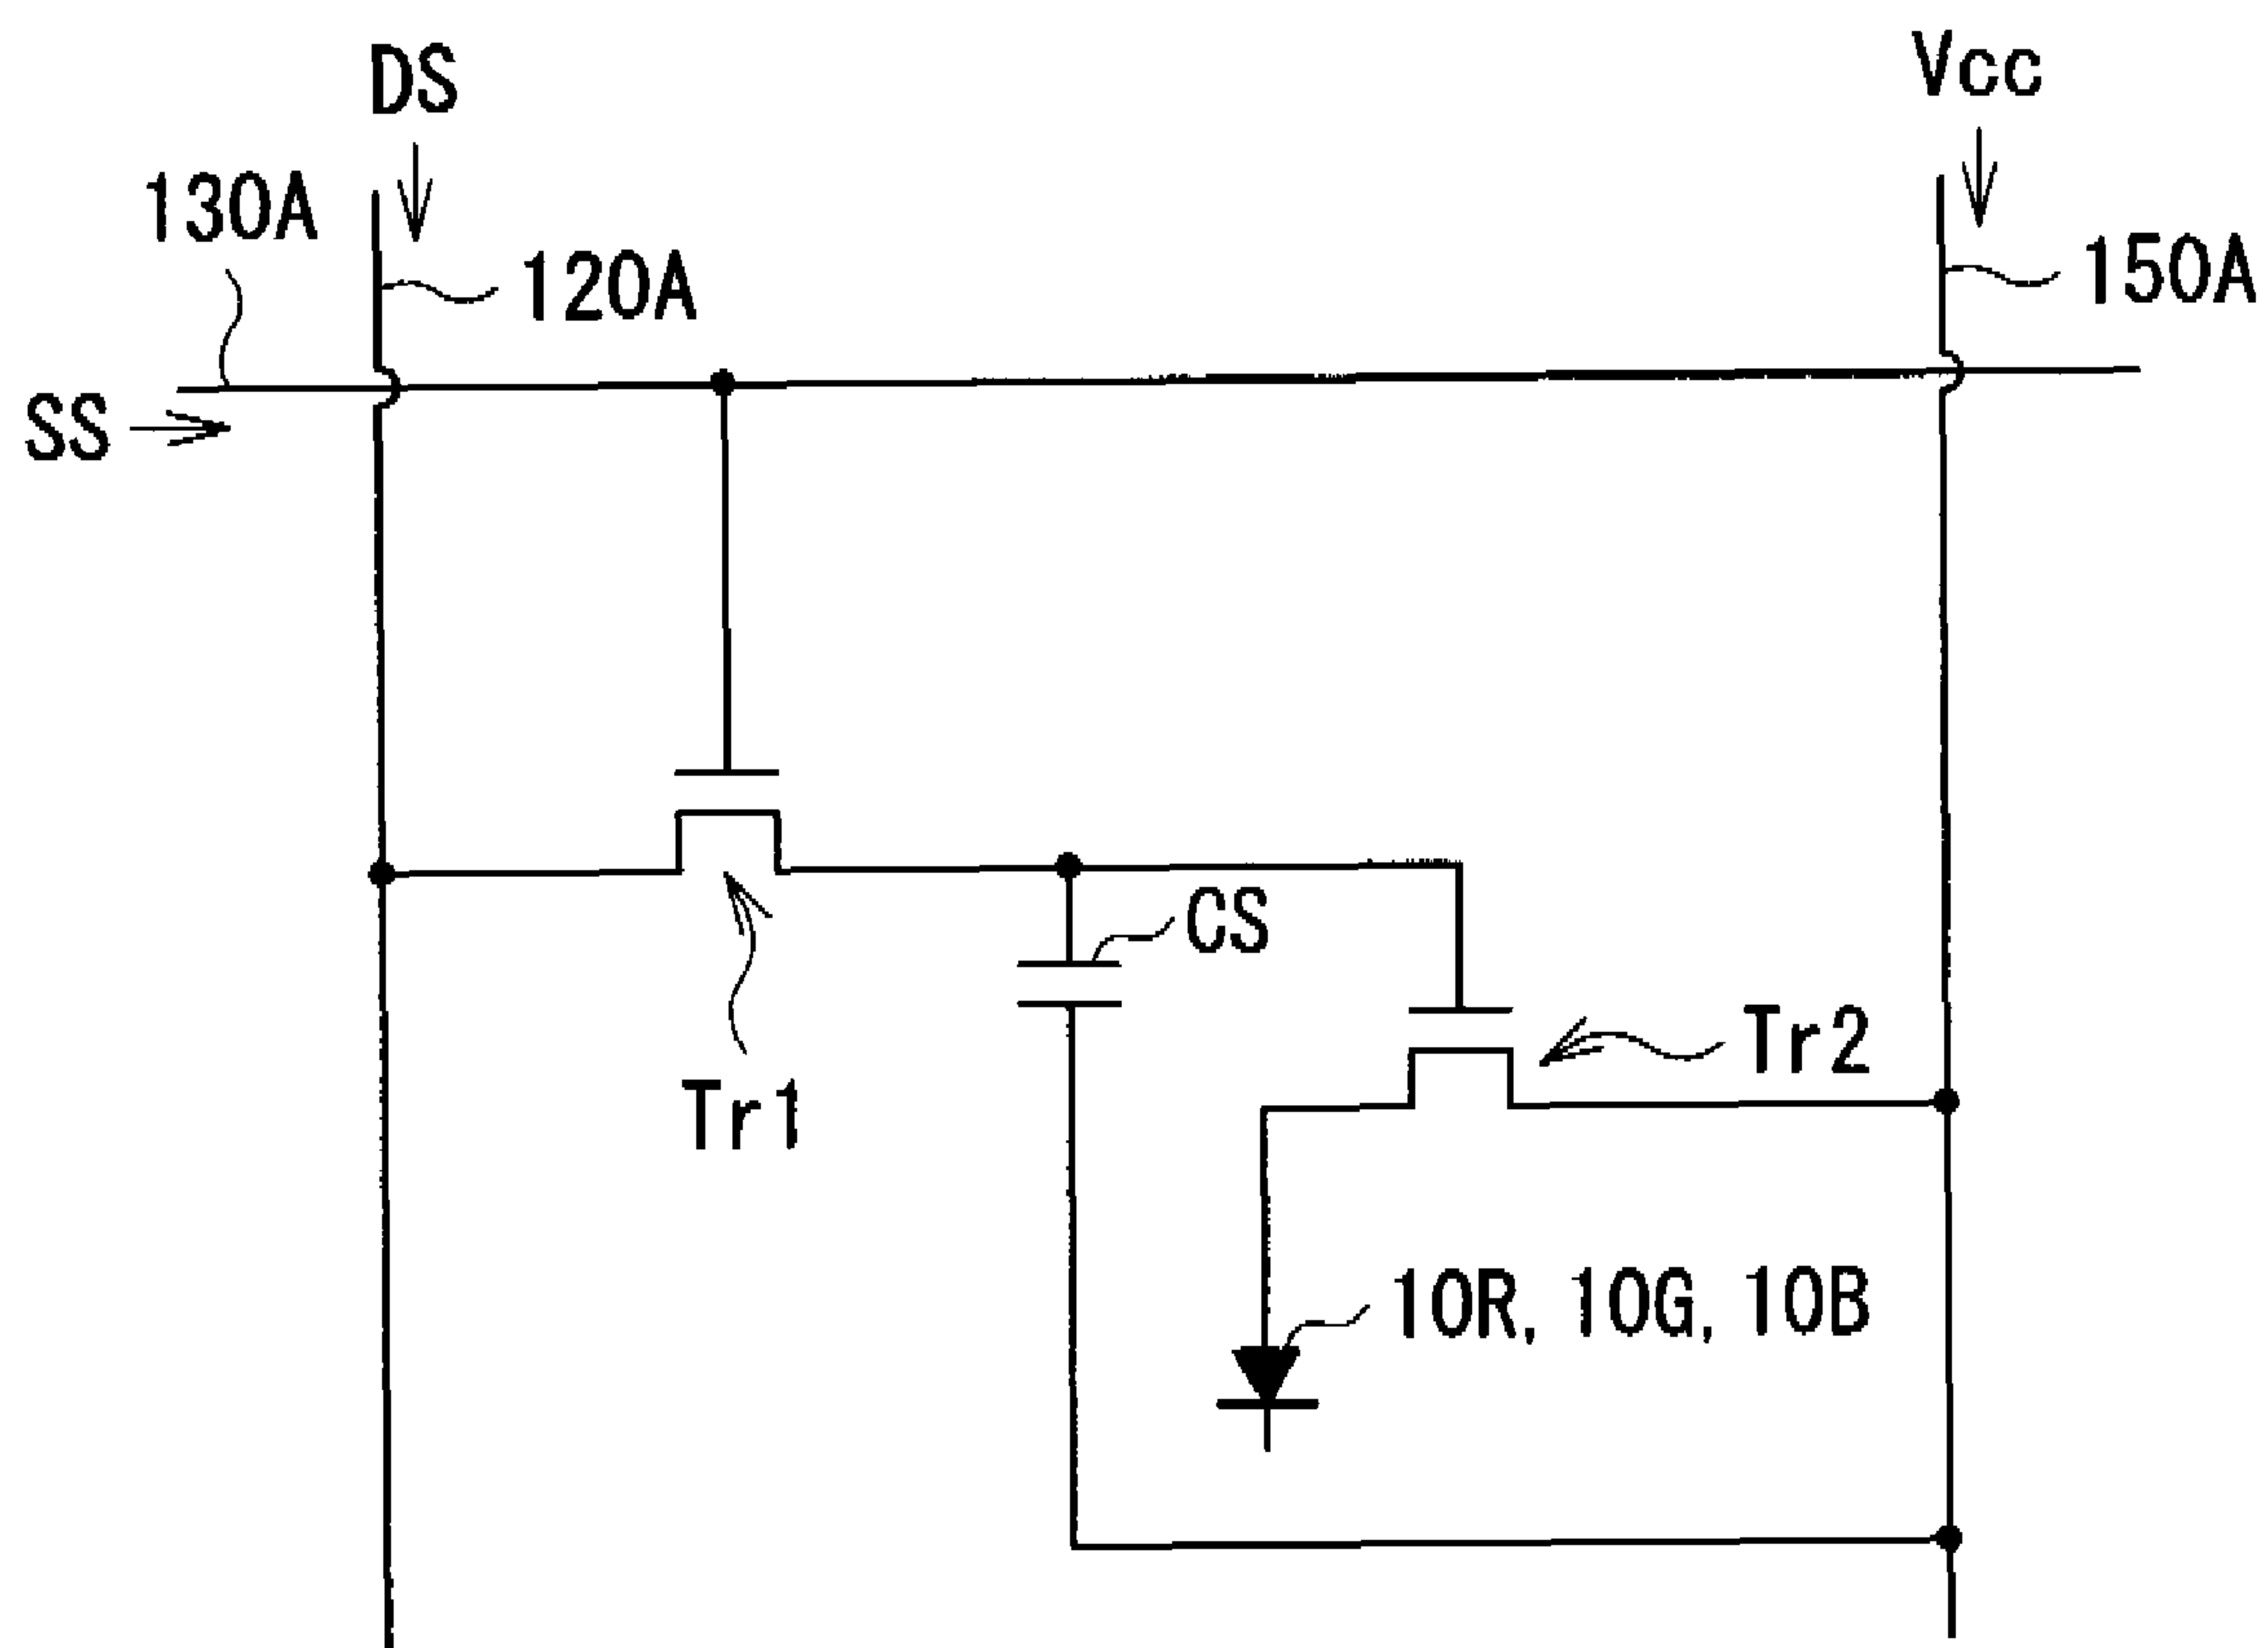 DS
Vcc
130A
120A
150A
SS
CS
Tr2
Tr1
10R, 10G, 10B